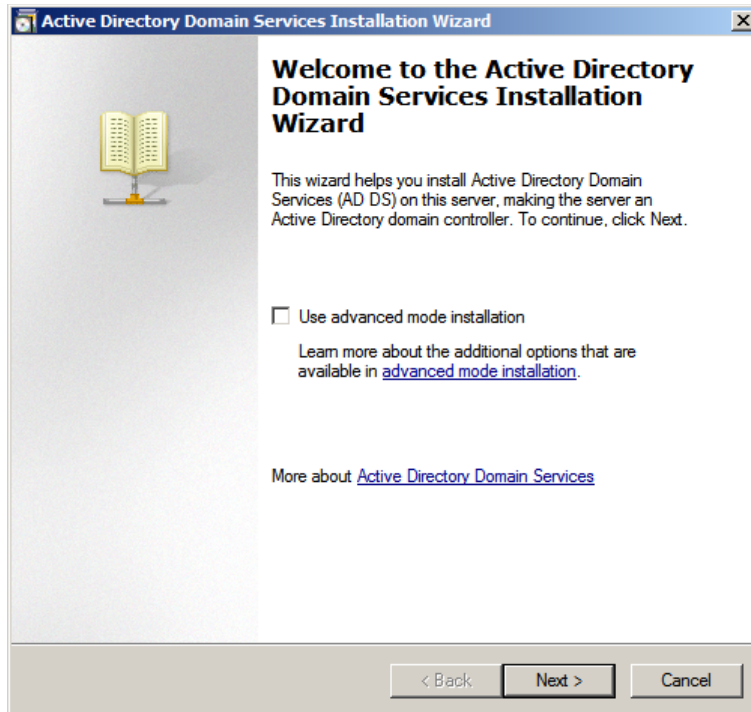 Active Directory Domain Services Installation Wizard
Welcome to the Active Directory
Domain Services Installation
Wizard
This wizard helps you install Active Directory Domain
Services (AD DS) on this server, making the server an
Active Directory domain controller. To continue, click Next.
Use advanced mode installation
Learn more about the additional options that are
available in advanced mode installation.
More about Active Directory Domain Services
< Back
Next >
Cancel